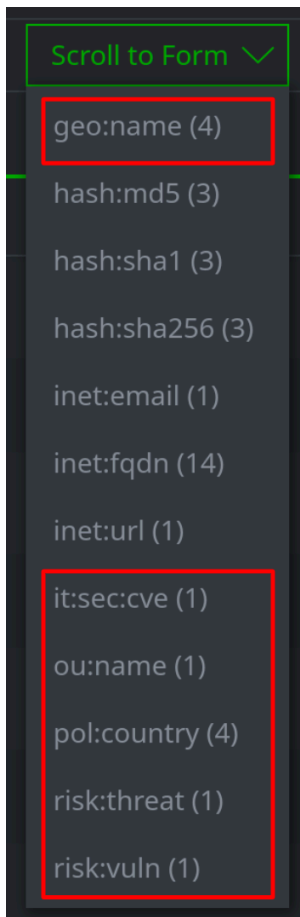 Scroll to Form
geo:name (4)
hash:md5 (3)
hash:sha1 (3)
hash:sha256 (3)
inet:email (1)
inet:fqdn (14)
inet:url (1)
it:sec:cve (1)
ou:name (1)
pol:country (4)
risk:threat (1)
risk:vuln (1)